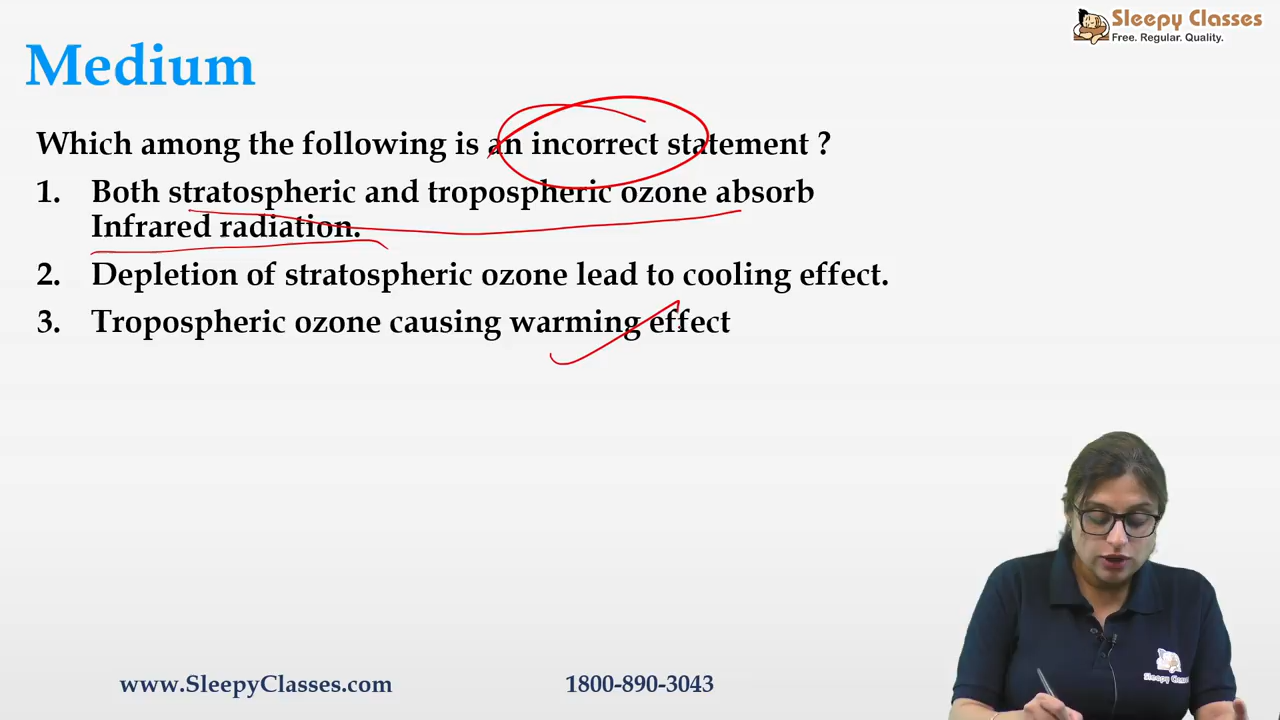 Sleepy Classes
Free. Regular. Quality.
Medium
Which among the following is an incorrect statement ?
1. Both stratospheric and tropospheric ozone absorb
Infrared radiation.
2. Depletion of stratospheric ozone lead to cooling effect.
3. Tropospheric ozone causing warming effect
Sleepy Classes
www.SleepyClasses.com
1800-890-3043